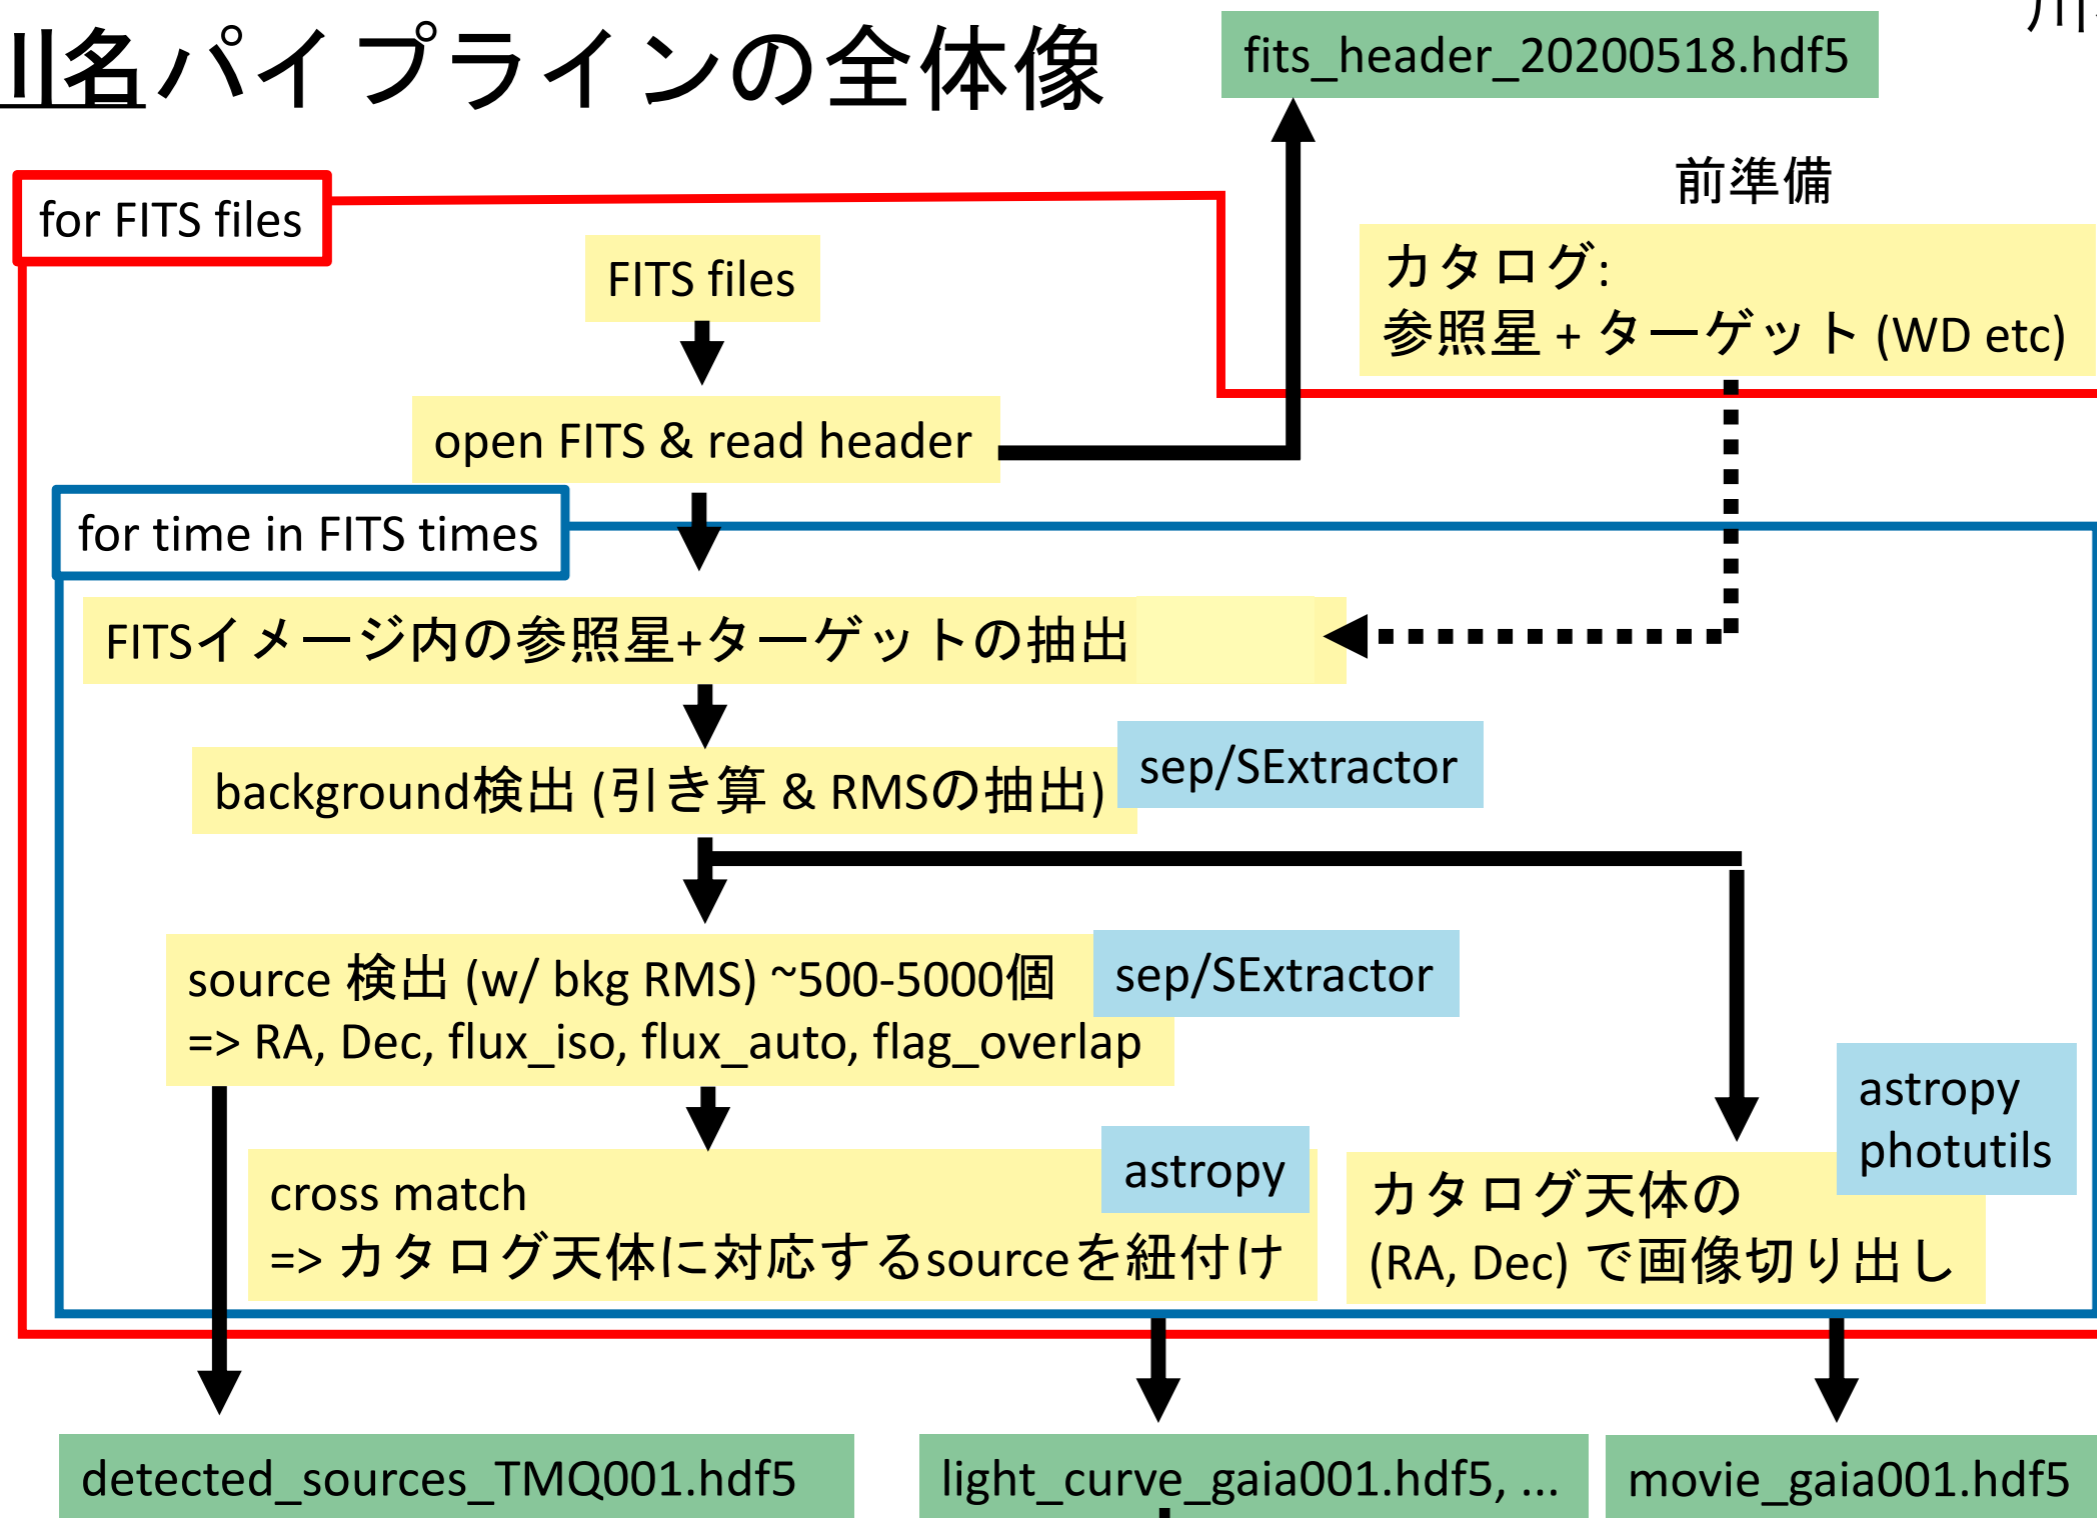 川名パイプラインの全体像
fits_header_20200518.hdf5
前準備
for FITS files
FITS files
カタログ:
参照星 + ターゲット (WD etc)
open FITS & read header
for time in FITS times
FITSイメージ内の参照星+ターゲットの抽出
background検出 (引き算 & RMSの抽出)
sep/SExtractor
source 検出 (w/ bkg RMS) ~500-5000個
=> RA, Dec, flux_iso, flux_auto, flag_overlap
sep/SExtractor
astropy
photutils
cross match
=> カタログ天体に対応するsourceを紐付け
astropy
カタログ天体の
(RA, Dec) で画像切り出し
detected_sources_TMQ001.hdf5
light_curve_gaia001.hdf5, ...
movie_gaia001.hdf5